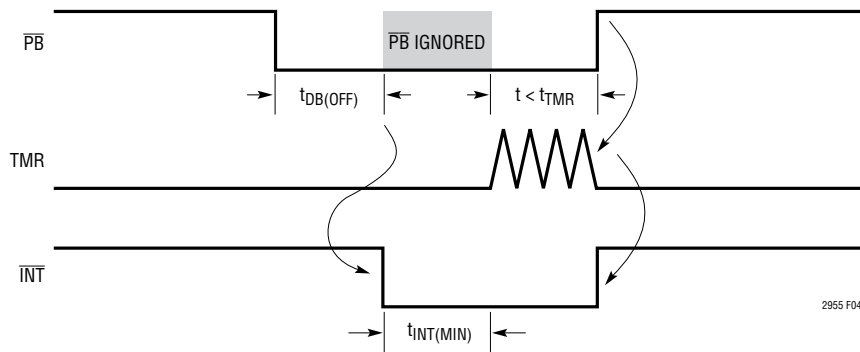 PB
PB IGNORED
tDB(OFF)
t < tTMR
TMR
INT
2955 F04
tINT(MIN)